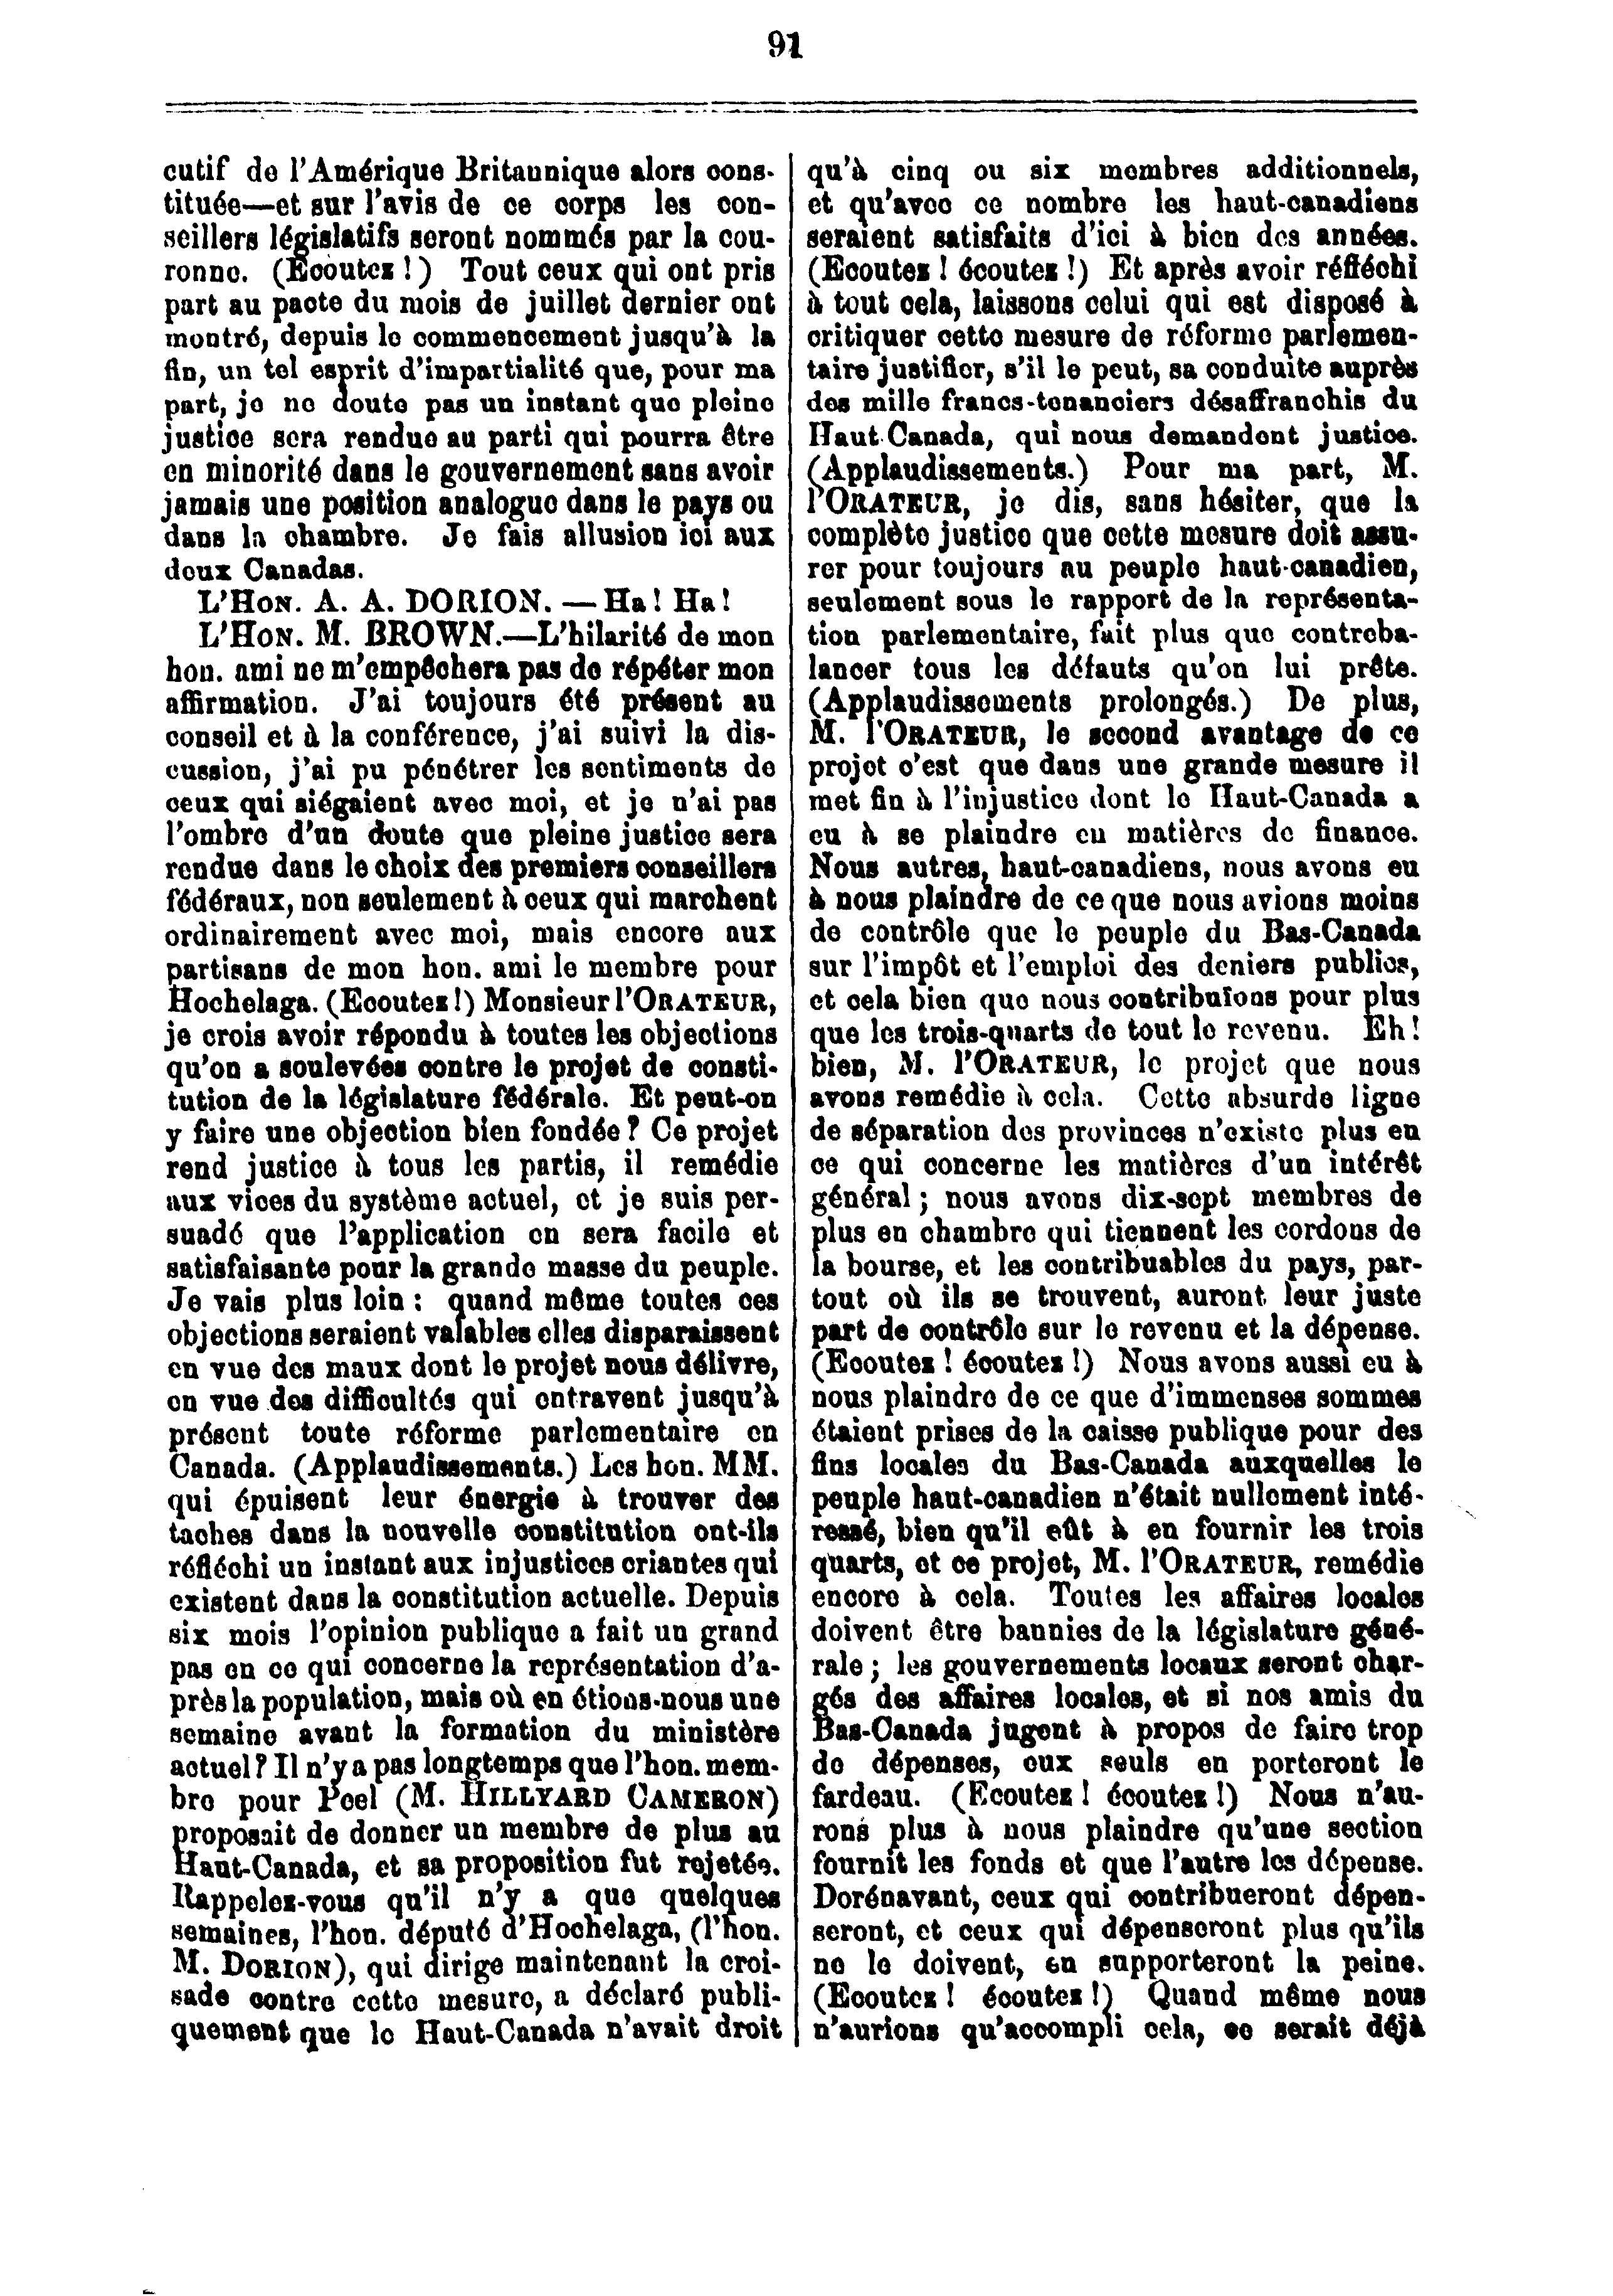 91
cutif de l'Amérique Britannique alors cons-
tituée—et sur l'avis de ce corps les con-
seillers législatifs seront nommés par la cou-
ronne. (Ecoutez !) Tout ceux qui ont pris
part au pacte du mois de juillet dernier ont
montré, depuis le commencement jusqu'à la
fin, un tel esprit d'impartialité que, pour ma
part, je ne doute pas un instant que pleine
justice sera rendue au parti qui pourra être
en minorité dans le gouvernement sans avoir
jamais une position analogue dans le pays ou
dans la chambre. Je fais allusion ici aux
deux Canadas.
L'HON. A. A. DORION. — Ha ! Ha !
L'HON. M. BROWN.—L'hilarité de mon
hon. ami ne m'empêchera pas de répéter mon
affirmation. J'ai toujours été présent au
conseil et à la conférence, j'ai suivi la dis-
cussion, j'ai pu pénétrer les sentiments de
ceux qui siégaient avec moi, et je n'ai pas
l'ombre d'un doute que pleine justice sera
rendue dans le choix des premiers conseillers
fédéraux, non seulement à ceux qui marchent
ordinairement avec moi, mais encore aux
partisans de mon hon. ami le membre pour
Hochelaga. (Ecoutez !) Monsieur l'ORATEUR,
je crois avoir répondu à toutes les objections
qu'on a soulevées contre le projet de consti-
tution de la législature fédérale. Et peut-on
y faire une objection bien fondée ? Ce projet
rend justice à tous les partis, il remédie
aux vices du système actuel, et je suis per-
suadé que l'application en sera facile et
satisfaisante pour la grande masse du peuple.
Je vais plus loin : quand même toutes ces
objections seraient valables elles disparaissent
en vue des maux dont le projet nous délivre,
en vue des difficultés qui entravent jusqu'à
présent toute réforme parlementaire en
Canada. (Applaudissements.) Les hon. MM.
qui épuisent leur énergie à trouver des
taches dans la nouvelle constitution ont-ils
réfléchi un instant aux injustices criantes qui
existent dans la constitution actuelle. Depuis
six mois l'opinion publique a fait un grand
pas en ce qui concerne la représentation d'a-
près la population, mais où en étions-nous une
semaine avant la formation du ministère
actuel ? Il n'y a pas longtemps que l'hon. mem-
bre pour Peel (M. HILLYARD CAMERON)
proposait de donner un membre de plus au
Haut-Canada, et sa proposition fut rejetée.
Rappelez-vous qu'il n'y a que quelques
semaines, l'hon. député d'Hochelaga, (l'hon.
M. DORION), qui dirige maintenant la croi-
sade contre cette mesure, a déclaré publi-
quement que le Haut-Canada n'avait droit
qu'à cinq ou six membres additionnels,
et qu'avec ce nombre les haut-canadiens
seraient satisfaits d'ici à bien des années.
(Ecoutez ! écoutez !) Et après avoir réfléchi
à tout cela, laissons celui qui est disposé à
critiquer cette mesure de réforme parlemen-
taire justifier, s'il le peut, sa conduite auprès
des mille francs-tenanciers désaffranchis du
Haut-Canada, qui nous demandent justice.
(Applaudissements.) Pour ma part, M.
l'ORATEUR, je dis, sans hésiter, que la
complète justice que cette mesure doit assu-
rer pour toujours au peuple haut-canadien,
seulement sous le rapport de la représenta-
tion parlementaire, fait plus que contreba-
lancer tous les défauts qu'on lui prête.
(Applaudissements prolongés.) De plus,
M. l'ORATEUR, le second avantage de ce
projet c'est que dans une grande mesure il
met fin à l'injustice dont le Haut-Canada a
eu à se plaindre en matières de finance.
Nous autres, haut-canadiens, nous avons eu
à nous plaindre de ce que nous avions moins
de contrôle que le peuple du Bas-Canada
sur l'impôt et l'emploi des deniers publics,
et cela bien que nous contribuions pour plus
que les trois-quarts de tout le revenu. Eh !
bien, M. l'ORATEUR, le projet que nous
avons remédie à cela. Cette absurde ligne
de séparation des provinces n'existe plus en
ce qui concerne les matières d'un intérêt
général ; nous avons dix-sept membres de
plus en chambre qui tiennent les cordons de
la bourse, et les contribuables du pays, par-
tout où ils se trouvent, auront leur juste
part de contrôle sur le revenu et la dépense.
(Ecoutez ! écoutez !) Nous avons aussi eu à
nous plaindre de ce que d'immenses sommes
étaient prises de la caisse publique pour des
fins locales du Bas-Canada auxquelles le
peuple haut-canadien n'était nullement inté-
ressé, bien qu'il eût à en fournir les trois
quarts, et ce projet, M. l'ORATEUR, remédie
encore à cela. Toutes les affaires locales
doivent être bannies de la législature géné-
rale ; les gouvernements locaux seront char-
gés des affaires locales, et si nos amis du
Bas-Canada jugent à propos de faire trop
de dépenses, eux seuls en porteront le
fardeau. (Ecoutez ! écoutez !) Nous n'au-
rons plus à nous plaindre qu'une section
fournit les fonds et que l'autre les dépense.
Dorénavant, ceux qui contribueront dépen-
seront, et ceux qui dépenseront plus qu'ils
ne le doivent, en supporteront la peine.
(Ecoutez ! écoutez !) Quand même nous
n'aurions qu'accompli cela, ce serait déjà